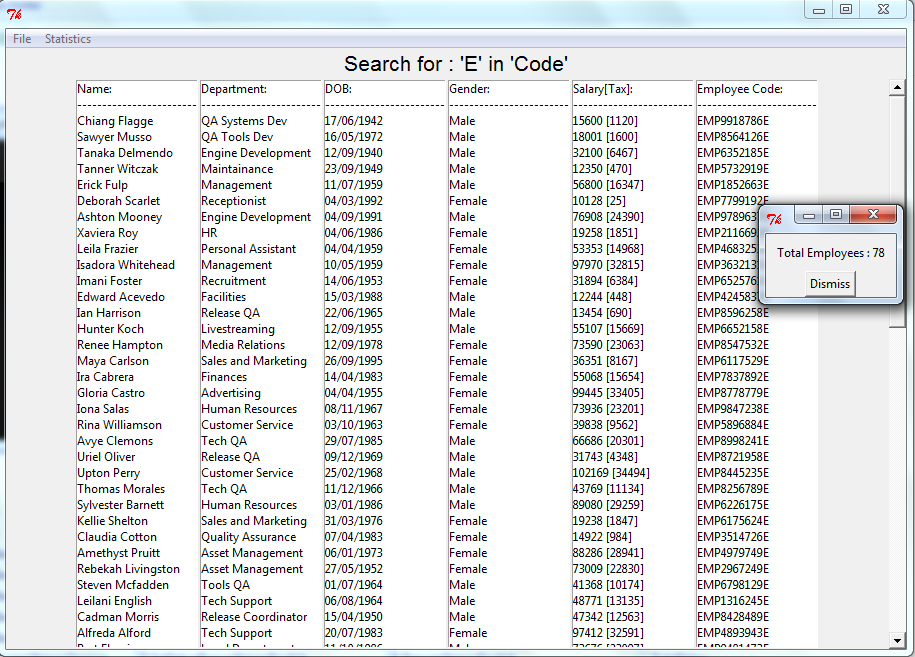 File Statistics
Search for : 'E' in 'Code'
Name: Department: DOB: Gender: Salary[Tax]: Employee Code:
Chiang Flagge QA Systems Dev 17/06/1942 Male 15600 [1120] EMP9918786E
Sawyer Musso QA Tools Dev 16/05/1972 Male 18001 [1600] EMP8564126E
Tanaka Delmendo Engine Development 12/09/1940 Male 32100 [6467] EMP6352185E
Tanner Witczak Maintainance 23/09/1949 Male 12350 [470] EMP5732919E
Erick Fulp Management 11/07/1959 Male 56800 [16347] EMP1852663E
Deborah Scarlet Receptionist 04/03/1992 Female 10128 [25] EMP7799192E
Ashton Mooney Engine Development 04/09/1991 Male 76908 [24390] EMP978963
Xaviera Roy HR 04/06/1986 Female 19258 [1851] EMP211669
Leila Frazier Personal Assistant 04/04/1959 Female 53353 [14968] EMP468325
Isadora Whitehead Management 10/05/1959 Female 97970 [32815] EMP363213
Imani Foster Recruitment 14/06/1953 Female 31894 [6384] EMP652576
Edward Acevedo Facilities 15/03/1988 Male 12244 [448] EMP424583
Ian Harrison Release QA 22/06/1965 Male 13454 [690] EMP8596258E
Hunter Koch Livestreaming 12/09/1955 Male 55107 [15669] EMP6652158E
Renee Hampton Media Relations 12/09/1978 Female 73590 [23063] EMP8547532E
Maya Carlson Sales and Marketing 26/09/1995 Female 36351 [8167] EMP6117529E
Ira Cabrera Finances 14/04/1983 Female 55068 [15654] EMP7837892E
Gloria Castro Advertising 04/04/1955 Female 99445 [33405] EMP8778779E
Iona Salas Human Resources 08/11/1967 Female 73936 [23201] EMP9847238E
Rina Williamson Customer Service 03/10/1963 Female 39838 [9562] EMP5896884E
Avye Clemons Tech QA 29/07/1985 Male 66686 [20301] EMP8998241E
Uriel Oliver Release QA 09/12/1969 Male 31743 [4348] EMP8721958E
Upton Perry Customer Service 25/02/1968 Male 102169 [34494] EMP8445235E
Thomas Morales Tech QA 11/12/1966 Male 43769 [11134] EMP8256789E
Sylvester Barnett Human Resources 03/01/1986 Male 89080 [29259] EMP6226175E
Kellie Shelton Sales and Marketing 31/03/1976 Female 19238 [1847] EMP6175624E
Claudia Cotton Quality Assurance 07/04/1983 Female 14922 [984] EMP3514726E
Amethyst Pruitt Asset Management 06/01/1973 Female 88286 [28941] EMP4979749E
Rebekah Livingston Asset Management 27/05/1952 Female 73009 [22830] EMP2967249E
Steven Mcfadden Tools QA 01/07/1964 Male 41368 [10174] EMP6798129E
Leilani English Tech Support 06/08/1964 Male 48771 [13135] EMP1316245E
Cadman Morris Release Coordinator 15/04/1950 Male 47342 [12563] EMP8428489E
Alfreda Alford Tech Support 20/07/1983 Female 97412 [32591] EMP4893943E
Total Employees : 78
Dismiss